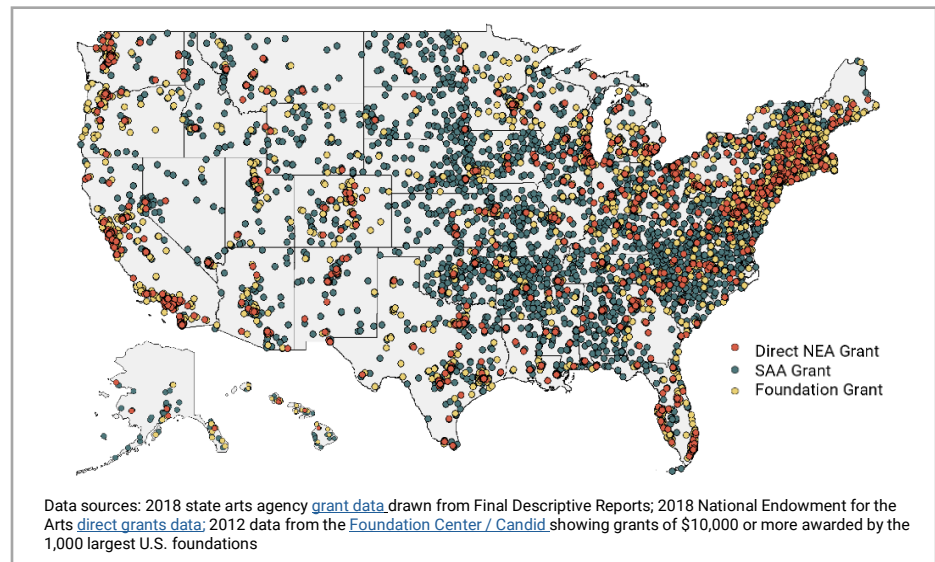 Direct NEA Grant
SAA Grant
Foundation Grant
Data sources: 2018 state arts agency grant data drawn from Final Descriptive Reports; 2018 National Endowment for the
Arts direct grants data; 2012 data from the Foundation Center / Candid showing grants of $10,000 or more awarded by the
1,000 largest U.S. foundations